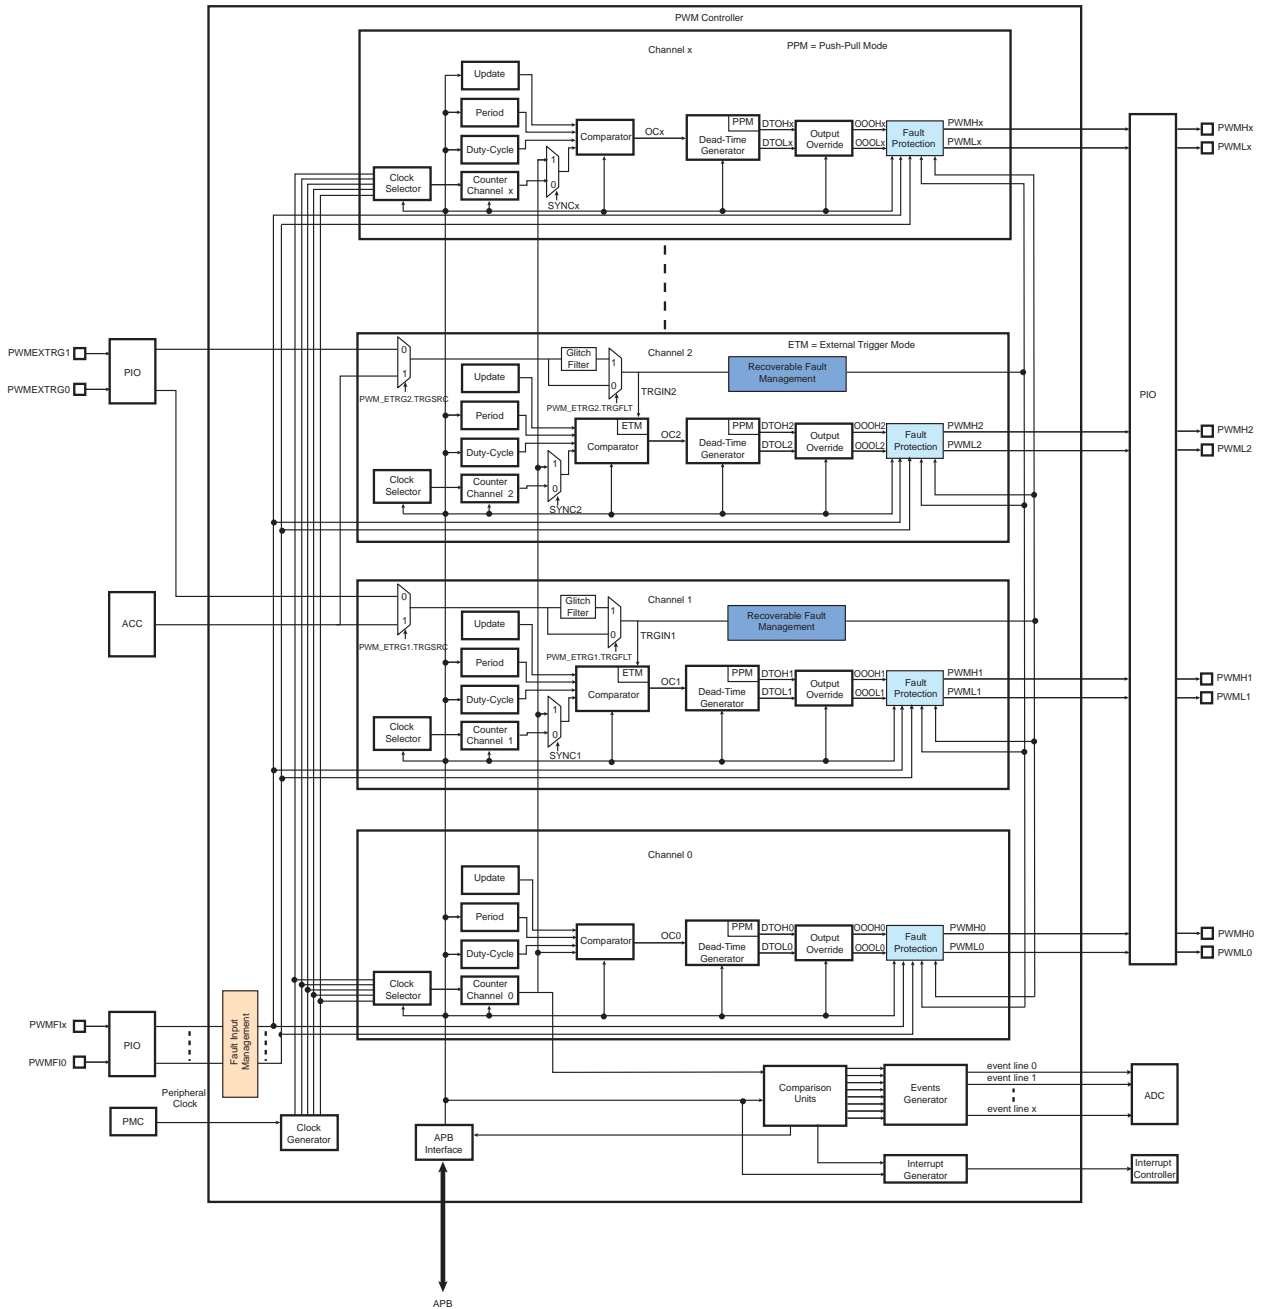 PWM Controller
Channel x
PPM = Push-Pull Mode
Update
Period
Duty-Cycle
Clock
Selector
Counter
Channel x
1
0
SYNCx
Comparator
OCx
PPM
Dead-Time
Generator
DTOHx
DTOLx
Output
Override
OOOHx
OOOLx
Fault
Protection
PWMHx
PWMLx
PIO
PWMHx
PWMLx
PWMEXTRG1
PWMEXTRG0
PIO
0
1
PWM_ETRG2.TRGSRC
Glitch
Filter
1
0
PWM_ETRG2.TRGFLT
Channel 2
ETM = External Trigger Mode
Recoverable Fault
Management
TRGIN2
Update
Period
Duty-Cycle
Clock
Selector
Counter
Channel 2
1
0
SYNC2
ETM
Comparator
OC2
PPM
Dead-Time
Generator
DTOH2
DTOL2
Output
Override
OOOH2
OOOL2
Fault
Protection
PWMH2
PWML2
PWMH2
PWML2
ACC
0
1
PWM_ETRG1.TRGSRC
Glitch
Filter
1
0
PWM_ETRG1.TRGFLT
Channel 1
Recoverable Fault
Management
TRGIN1
Update
Period
Duty-Cycle
Clock
Selector
Counter
Channel 1
1
0
SYNC1
ETM
Comparator
OC1
PPM
Dead-Time
Generator
DTOH1
DTOL1
Output
Override
OOOH1
OOOL1
Fault
Protection
PWMH1
PWML1
PWMH1
PWML1
Channel 0
Update
Period
Duty-Cycle
Clock
Selector
Counter
Channel 0
Comparator
OC0
PPM
Dead-Time
Generator
DTOH0
DTOL0
Output
Override
OOOH0
OOOL0
Fault
Protection
PWMH0
PWML0
PWMH0
PWML0
PWMFIx
PWMFI0
PIO
Fault Input
Management
Peripheral
Clock
PMC
Clock
Generator
APB
Interface
Comparison
Units
Events
Generator
event line 0
event line 1
event line x
ADC
Interrupt
Generator
Interrupt
Controller
APB